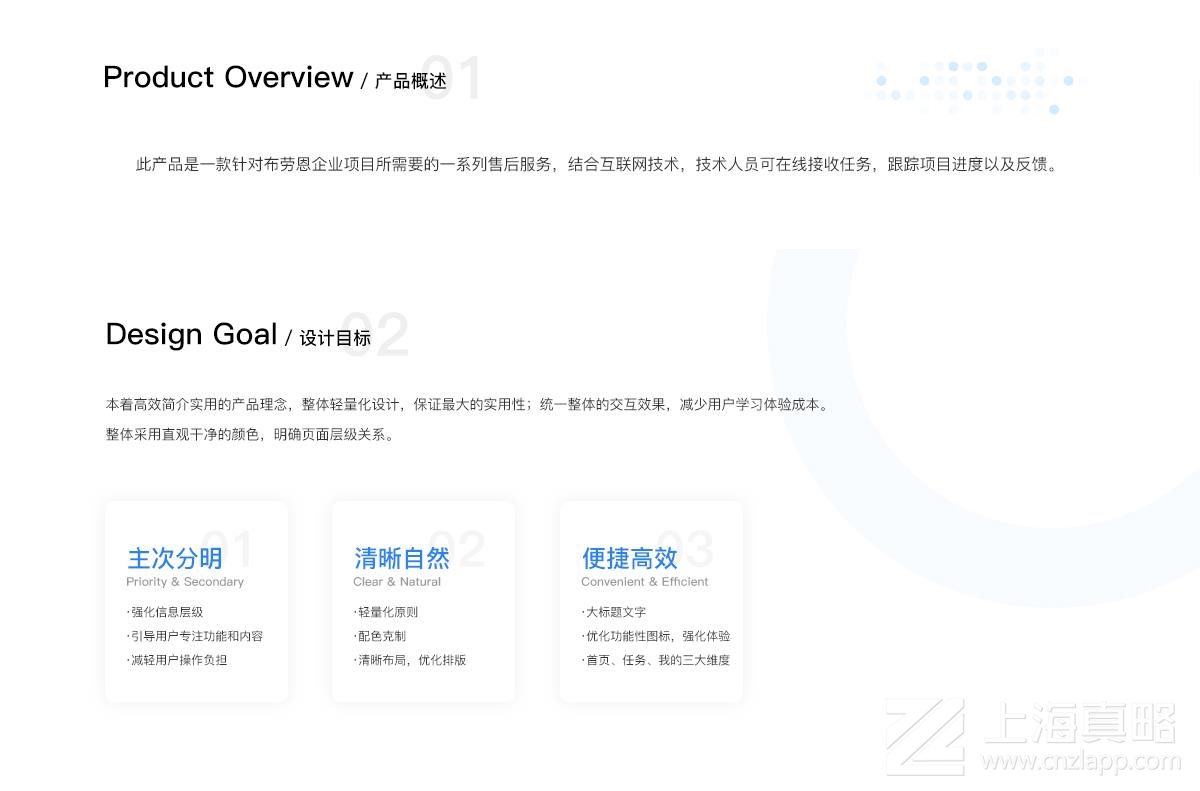 Product Overview / 产品概述 01
此产品是一款针对布劳恩企业项目所需要的一系列售后服务，结合互联网技术，技术人员可在线接收任务，跟踪项目进度以及反馈。
Design Goal / 设计目标 02
本着高效简介实用的产品理念，整体轻量化设计，保证最大的实用性；统一整体的交互效果，减少用户学习体验成本。
整体采用直观干净的颜色，明确页面层级关系。
主次分明 01
Priority & Secondary
·强化信息层级
·引导用户专注功能和内容
·减轻用户操作负担
清晰自然 02
Clear & Natural
·轻量化原则
·配色克制
·清晰布局，优化排版
便捷高效 03
Convenient & Efficient
·大标题文字
·优化功能性图标，强化体验
·首页、任务、我的三大维度
上海真略
www.cnzlapp.com